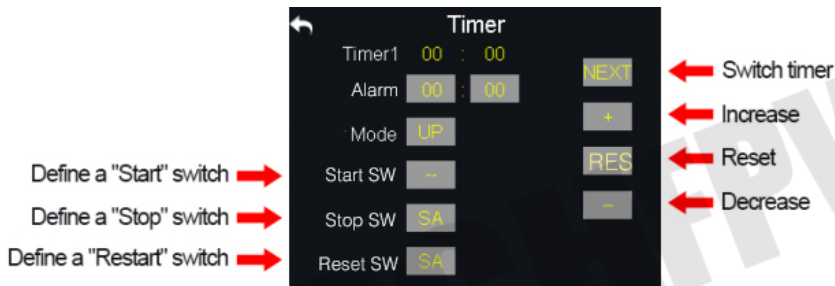 Timer
Timer1 00 : 00
NEXT
Switch timer
Alarm 00 : 00
+
Increase
Mode UP
RES
Reset
Define a "Start" switch
Start SW --
-
Decrease
Define a "Stop" switch
Stop SW SA
Define a "Restart" switch
Reset SW SA